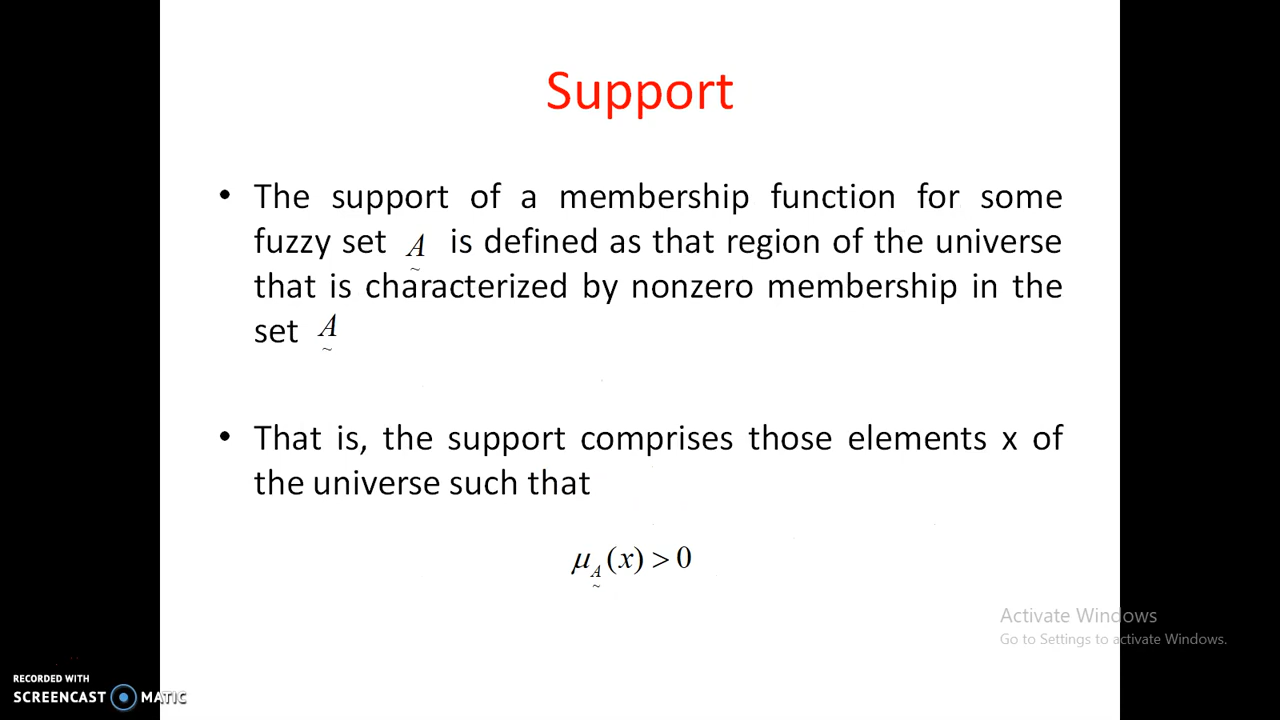 Support
• The support of a membership function for some
fuzzy set A̰ is defined as that region of the universe
that is characterized by nonzero membership in the
set A̰
• That is, the support comprises those elements x of
the universe such that
μ_A̰(x) > 0
Activate Windows
Go to Settings to activate Windows.
RECORDED WITH
SCREENCAST MATIC